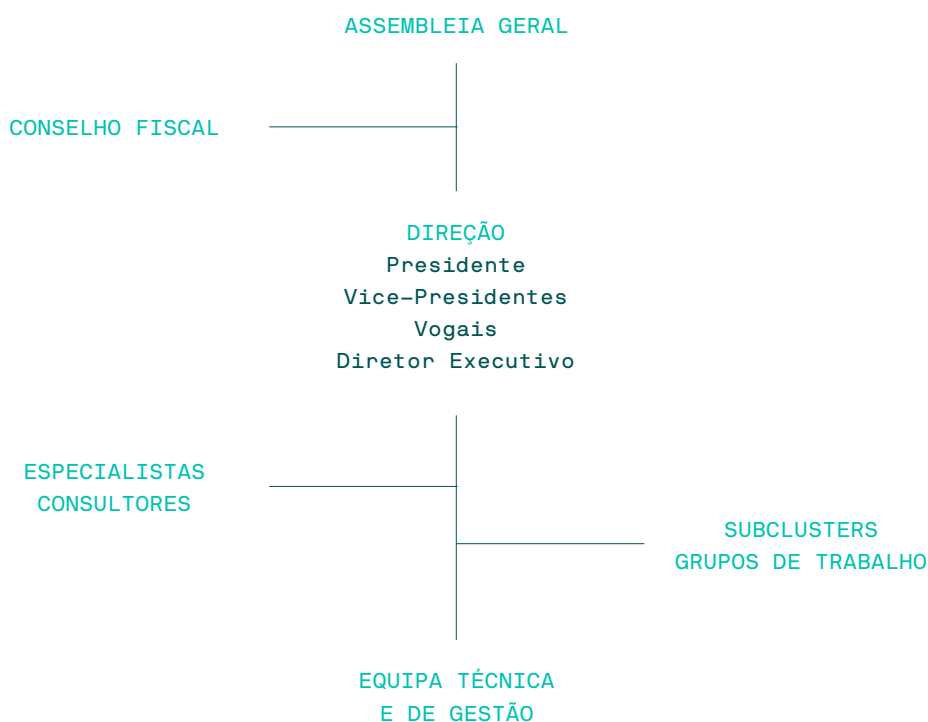 ASSEMBLEIA GERAL
CONSELHO FISCAL
DIREÇÃO
Presidente
Vice–Presidentes
Vogais
Diretor Executivo
ESPECIALISTAS
CONSULTORES
SUBCLUSTERS
GRUPOS DE TRABALHO
EQUIPA TÉCNICA
E DE GESTÃO